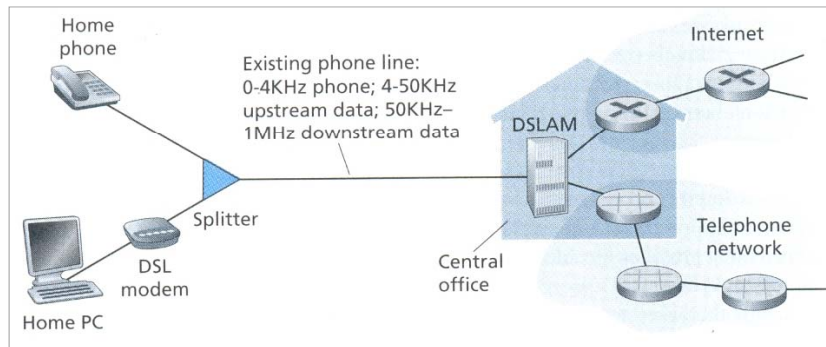 Home
phone
Existing phone line:
0-4KHz phone; 4-50KHz
upstream data; 50KHz–
1MHz downstream data
Internet
DSLAM
Splitter
DSL
modem
Home PC
Central
office
Telephone
network